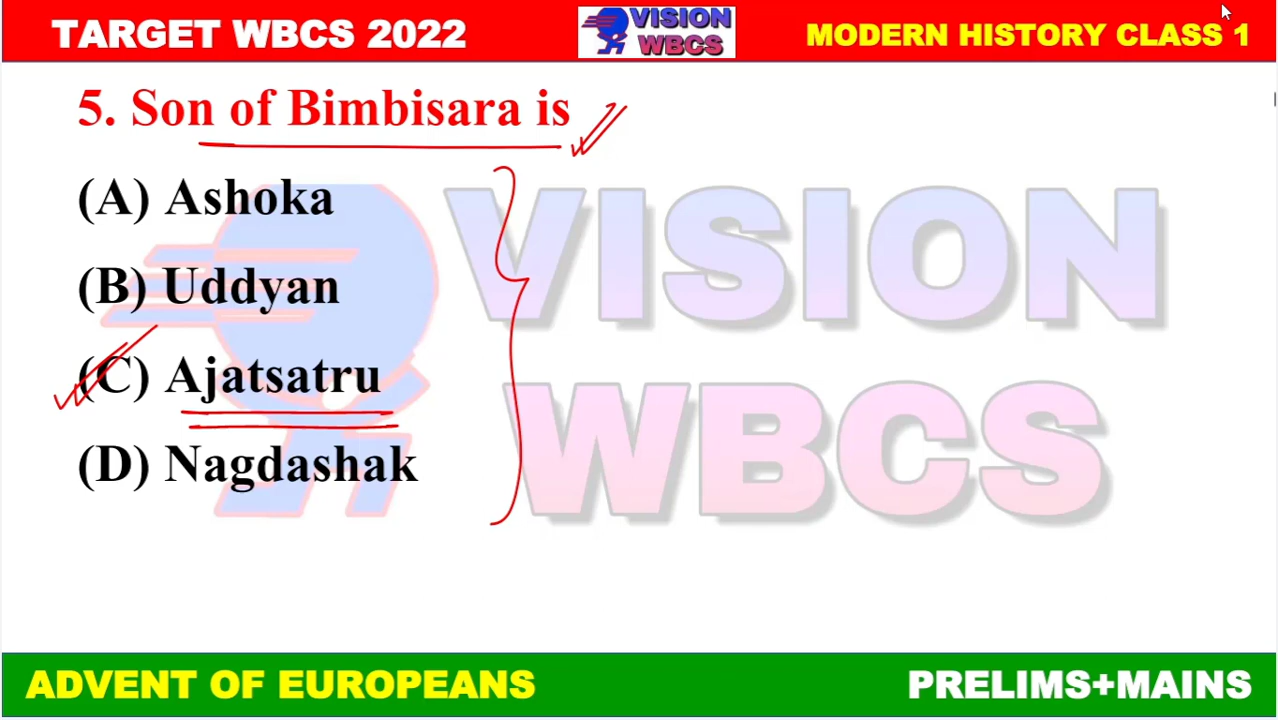 TARGET WBCS 2022
VISION
WBCS
MODERN HISTORY CLASS 1
5. Son of Bimbisara is
(A) Ashoka
(B) Uddyan
(C) Ajatsatru
(D) Nagdashak
VISION
WBCS
ADVENT OF EUROPEANS
PRELIMS+MAINS